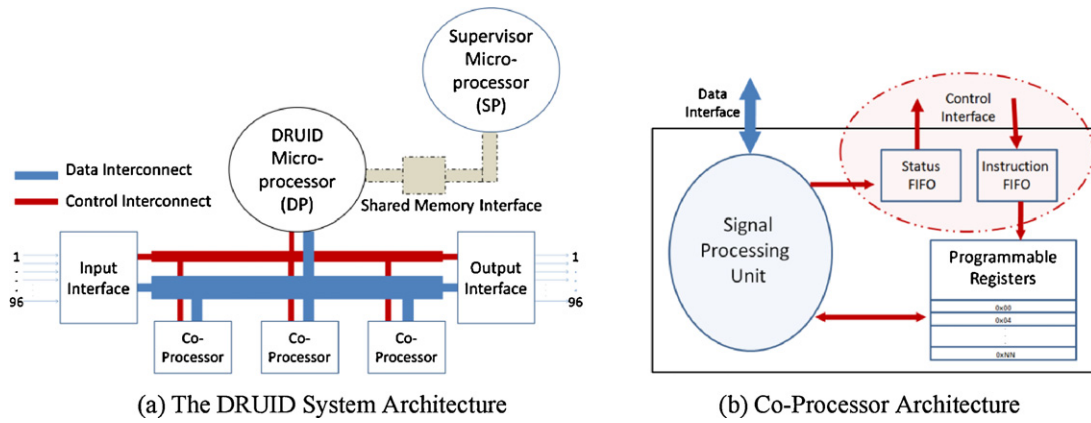 Supervisor
Micro-
processor
(SP)
DRUID
Micro-
processor
(DP)
Data Interconnect
Control Interconnect
Shared Memory Interface
1
-
-
-
96
Input
Interface
Output
Interface
1
-
-
-
96
Co-
Processor
Co-
Processor
Co-
Processor
(a) The DRUID System Architecture
Data
Interface
Control
Interface
Status
FIFO
Instruction
FIFO
Signal
Processing
Unit
Programmable
Registers
0x00
0x04
.
.
.
0xNN
(b) Co-Processor Architecture